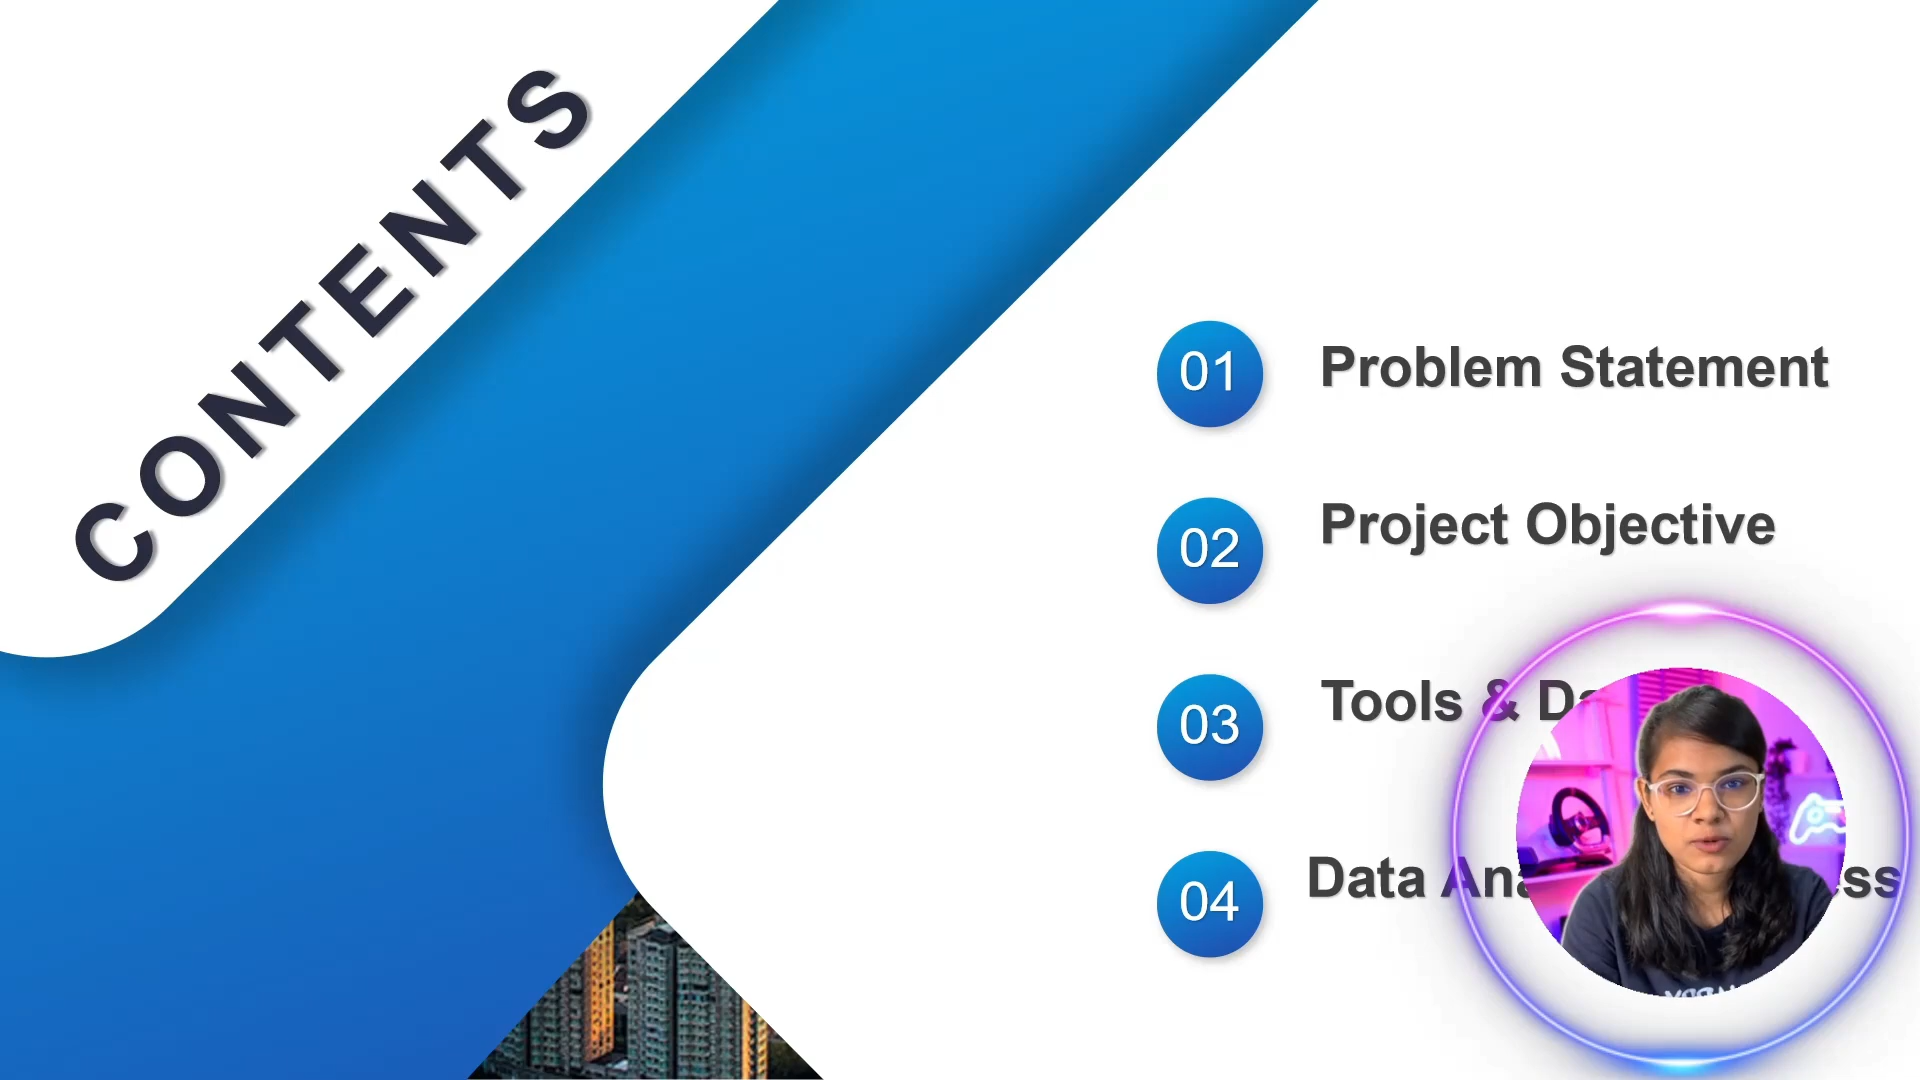 CONTENTS
01 Problem Statement
02 Project Objective
03 Tools &
04 Data